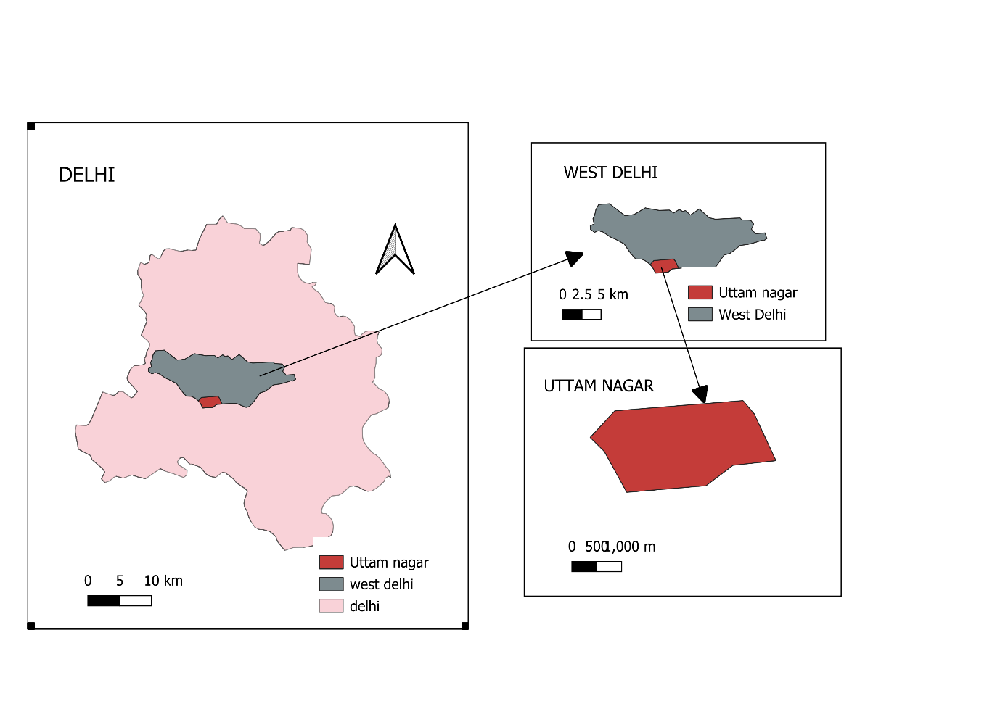 DELHI
0 5 10 km
Uttam nagar
west delhi
delhi
WEST DELHI
0 2.5 5 km
Uttam nagar
West Delhi
UTTAM NAGAR
0 500 1,000 m